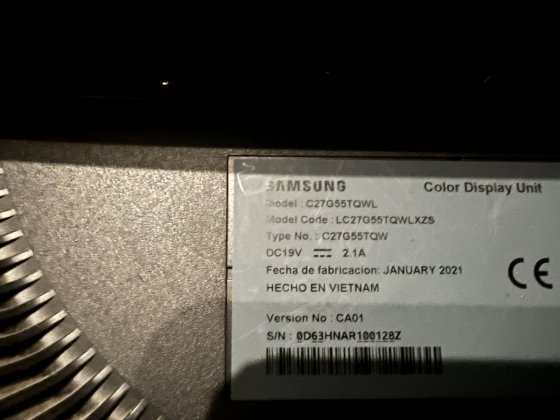 SAMSUNG Color Display Unit
Model : C27G55TQWL
Model Code : LC27G55TQWLXZS
Type No. : C27G55TQW
DC19V ⎓ 2.1A
Fecha de fabricacion: JANUARY 2021
HECHO EN VIETNAM
CE
Version No : CA01
S/N : 0D63HNAR100128Z